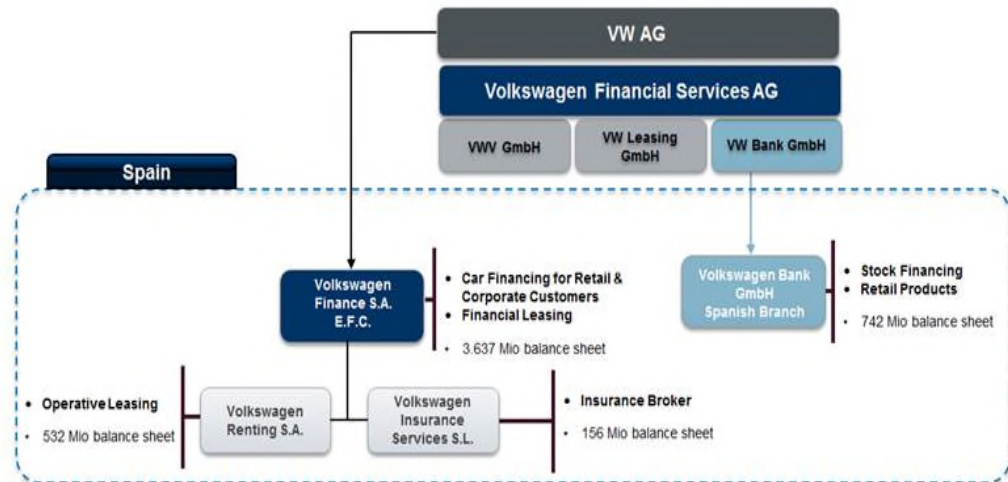 VW AG
Volkswagen Financial Services AG
VWV GmbH
VW Leasing
GmbH
VW Bank GmbH
Spain
Volkswagen
Finance S.A.
E.F.C.
• Car Financing for Retail &
Corporate Customers
• Financial Leasing
• 3.637 Mio balance sheet
Volkswagen Bank
GmbH
Spanish Branch
• Stock Financing
• Retail Products
• 742 Mio balance sheet
• Operative Leasing
• 532 Mio balance sheet
Volkswagen
Renting S.A.
Volkswagen
Insurance
Services S.L.
• Insurance Broker
• 156 Mio balance sheet